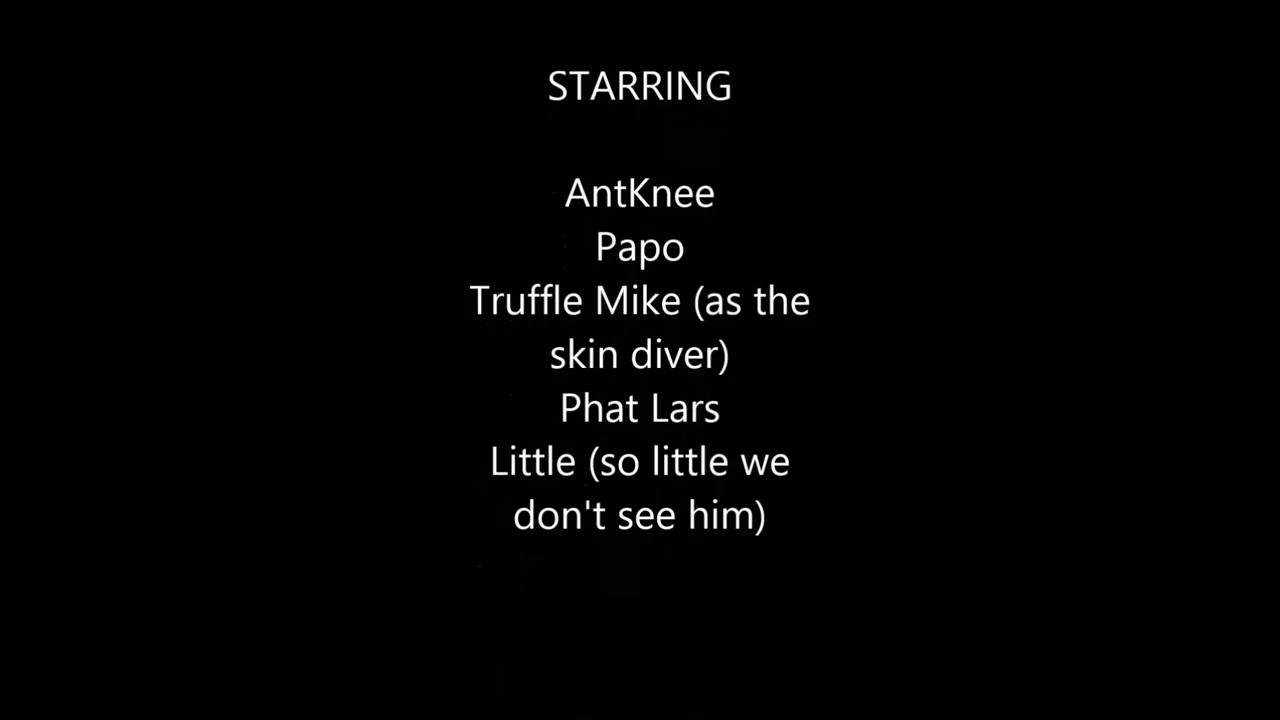 STARRING
AntKnee
Papo
Truffle Mike (as the
skin diver)
Phat Lars
Little (so little we
don't see him)